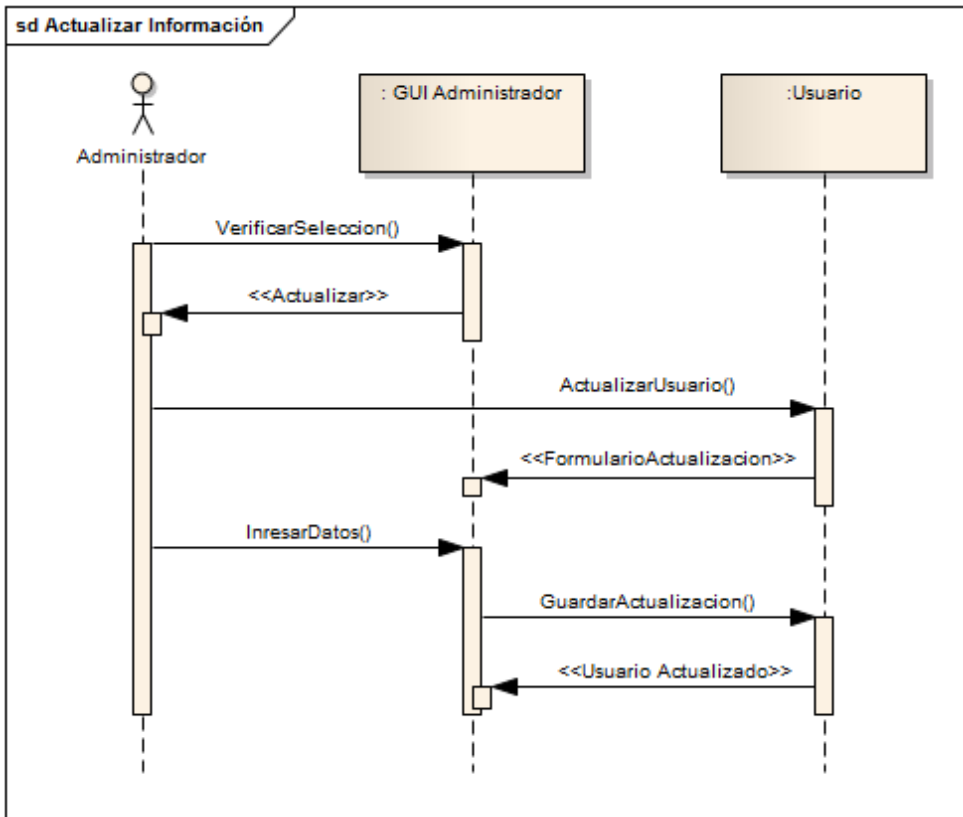 sd Actualizar Información
: GUI Administrador
:Usuario
Administrador
VerificarSeleccion()
<<Actualizar>>
ActualizarUsuario()
<<FormularioActualizacion>>
InresarDatos()
GuardarActualizacion()
<<Usuario Actualizado>>